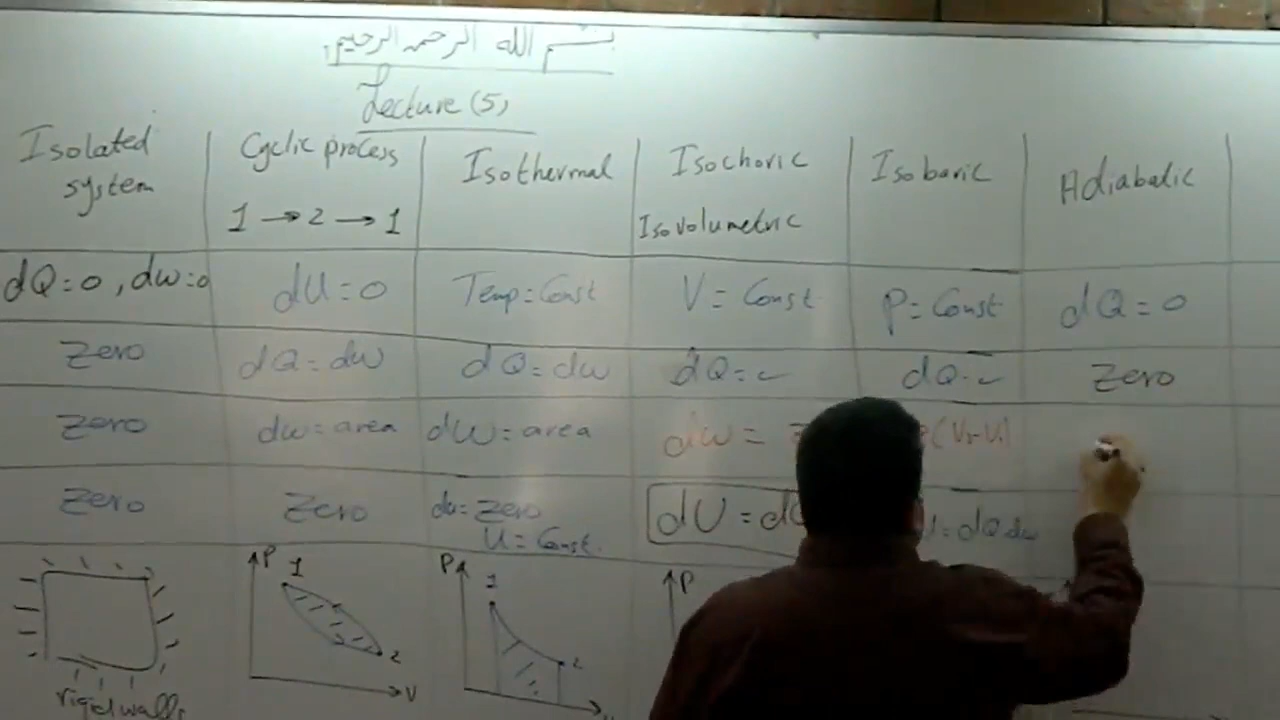 بسم الله الرحمن الرحيم
Lecture (5)
Isolated system
Cyclic process
1 → 2 → 1
Isothermal
Isochoric
Isovolumetric
Isobaric
Adiabatic
dQ = 0 , dw = 0
dU = 0
Temp = Const
V = Const
P = Const
dQ = 0
Zero
dQ = dw
dQ = dw
dQ =
dQ
Zero
Zero
dw = area
dw = area
dw =
(V2-V1)
Zero
Zero
du = Zero
U = Const.
dU = dQ
= dQ dw
P
1
2
V
P
1
2
P
rigid walls